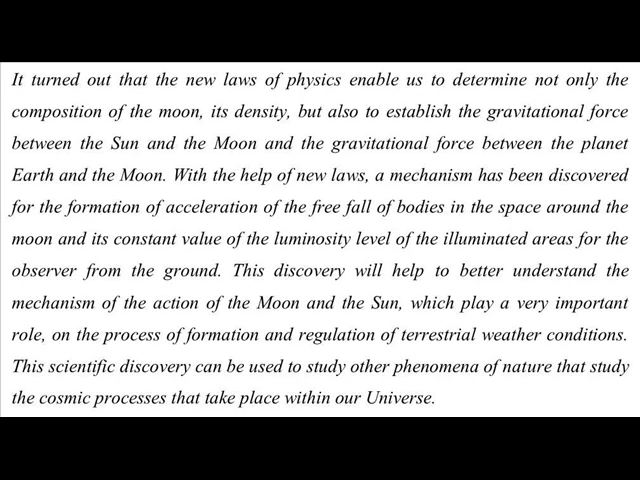 It turned out that the new laws of physics enable us to determine not only the
composition of the moon, its density, but also to establish the gravitational force
between the Sun and the Moon and the gravitational force between the planet
Earth and the Moon. With the help of new laws, a mechanism has been discovered
for the formation of acceleration of the free fall of bodies in the space around the
moon and its constant value of the luminosity level of the illuminated areas for the
observer from the ground. This discovery will help to better understand the
mechanism of the action of the Moon and the Sun, which play a very important
role, on the process of formation and regulation of terrestrial weather conditions.
This scientific discovery can be used to study other phenomena of nature that study
the cosmic processes that take place within our Universe.